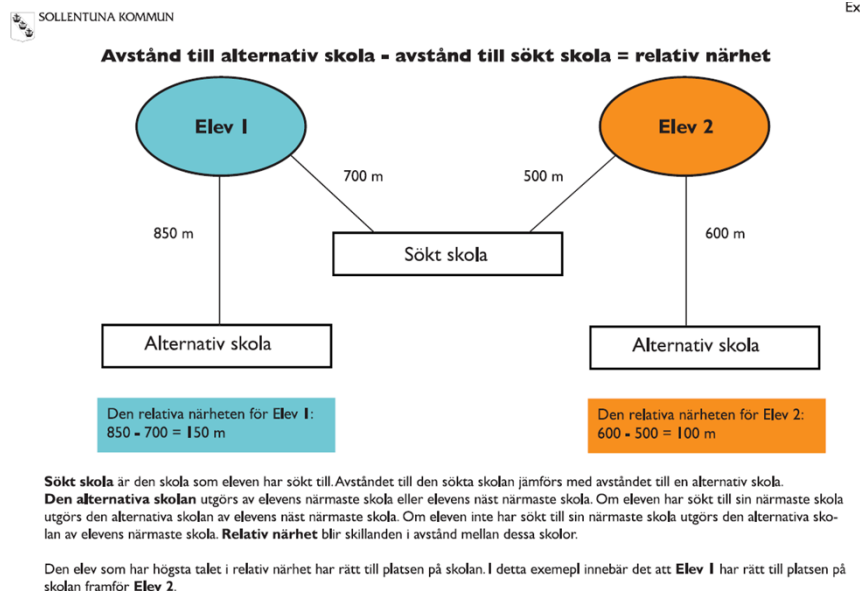 Ex
SOLLENTUNA KOMMUN
Avstånd till alternativ skola - avstånd till sökt skola = relativ närhet
Elev 1
Elev 2
700 m
500 m
850 m
600 m
Sökt skola
Alternativ skola
Alternativ skola
Den relativa närheten för Elev 1:
850 - 700 = 150 m
Den relativa närheten för Elev 2:
600 - 500 = 100 m
Sökt skola är den skola som eleven har sökt till. Avståndet till den sökta skolan jämförs med avståndet till en alternativ skola.
Den alternativa skolan utgörs av elevens närmaste skola eller elevens näst närmaste skola. Om eleven har sökt till sin närmaste skola
utgörs den alternativa skolan av elevens näst närmaste skola. Om eleven inte har sökt till sin närmaste skola utgörs den alternativa sko-
lan av elevens närmaste skola. Relativ närhet blir skillanden i avstånd mellan dessa skolor.
Den elev som har högsta talet i relativ närhet har rätt till platsen på skolan. I detta exemepl innebär det att Elev 1 har rätt till platsen på
skolan framför Elev 2.